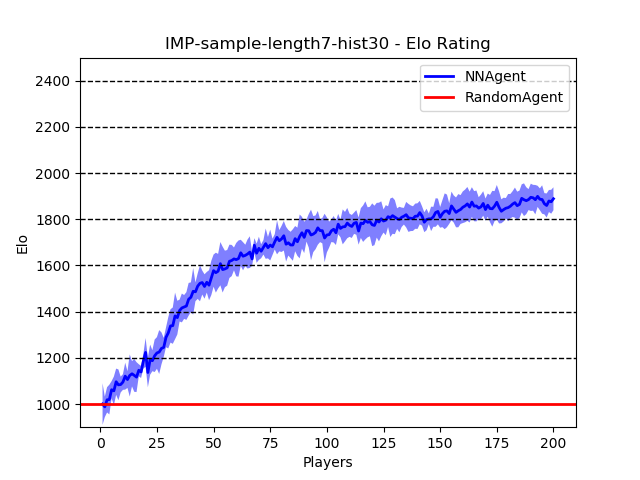 IMP-sample-length7-hist30 - Elo Rating
NNAgent
RandomAgent
Elo
2400
2200
2000
1800
1600
1400
1200
1000
0 25 50 75 100 125 150 175 200
Players